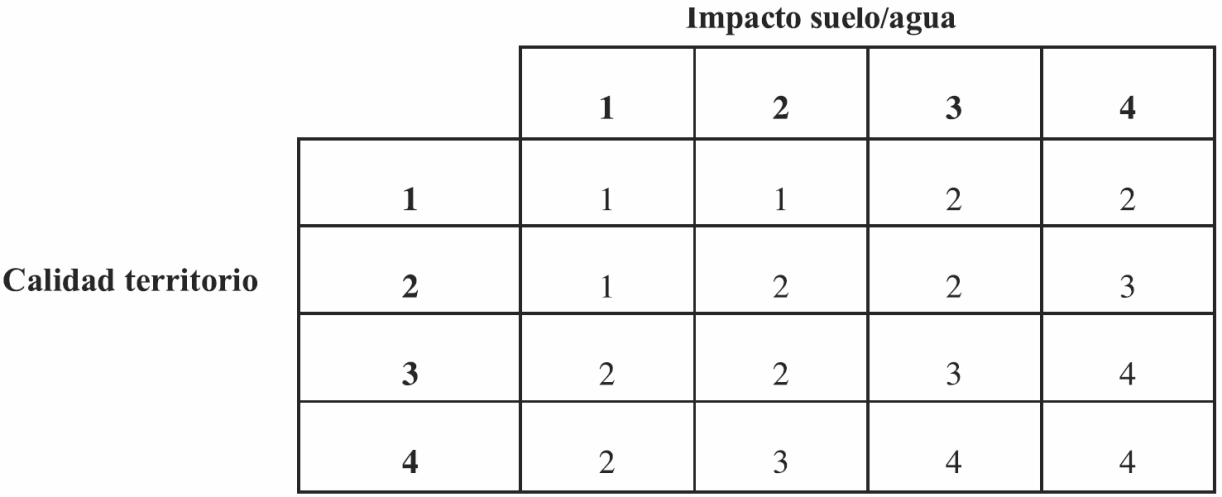 Impacto suelo/agua
1 2 3 4
1 1 1 2 2
Calidad territorio 2 1 2 2 3
3 2 2 3 4
4 2 3 4 4